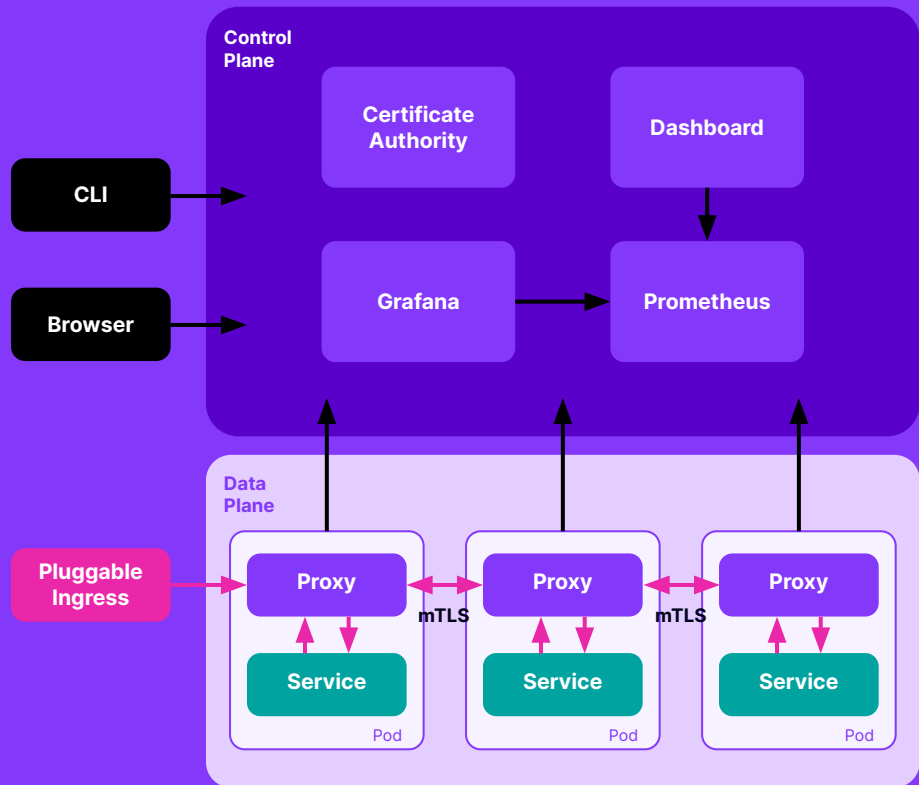 Control
Plane
Certificate
Authority
Dashboard
CLI
Grafana
Prometheus
Browser
Data
Plane
Pluggable
Ingress
Proxy
mTLS
Proxy
mTLS
Proxy
Service
Service
Service
Pod
Pod
Pod